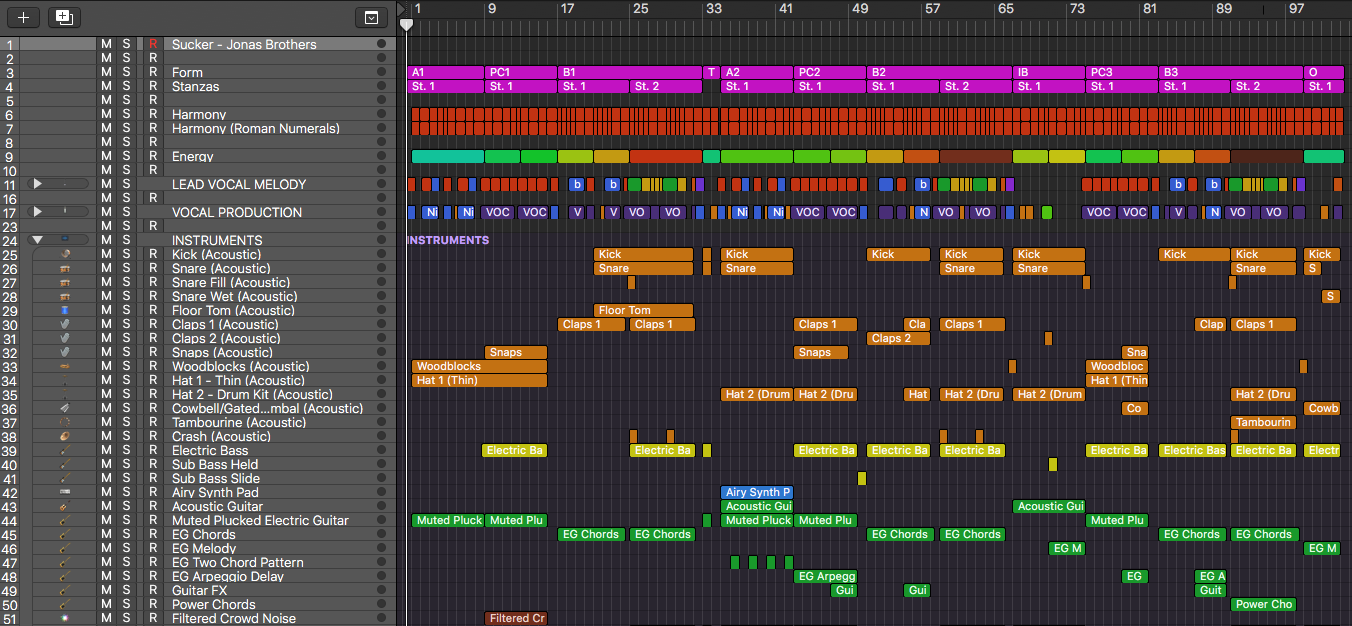 1 9 17 25 33 41 49 57 65 73 81 89 97
1 M S R Sucker - Jonas Brothers
2 R
3 R Form A1 PC1 B1 T A2 PC2 B2 IB PC3 B3 O
4 R Stanzas St. 1 St. 1 St. 1 St. 2 St. 1 St. 1 St. 1 St. 2 St. 1 St. 1 St. 1 St. 2 St. 1
5 R
6 R Harmony
7 R Harmony (Roman Numerals)
8 R
9 R Energy
10 R
11 M S LEAD VOCAL MELODY b b b b b
16 R
17 M S VOCAL PRODUCTION Ni Ni VOC VOC V V VO VO Ni Ni VOC VOC N VO VO VOC VOC V N VO VO
23 R
24 M S INSTRUMENTS INSTRUMENTS
25 M S R Kick (Acoustic) Kick Kick Kick Kick Kick Kick Kick Kick
26 M S R Snare (Acoustic) Snare Snare Snare Snare Snare S
27 M S R Snare Fill (Acoustic)
28 M S R Snare Wet (Acoustic) S
29 M S R Floor Tom (Acoustic) Floor Tom
30 M S R Claps 1 (Acoustic) Claps 1 Claps 1 Claps 1 Cla Claps 1 Clap Claps 1
31 M S R Claps 2 (Acoustic) Claps 2
32 M S R Snaps (Acoustic) Snaps Snaps Sna
33 M S R Woodblocks (Acoustic) Woodblocks Woodbloc
34 M S R Hat 1 - Thin (Acoustic) Hat 1 (Thin) Hat 1 (Thin
35 M S R Hat 2 - Drum Kit (Acoustic) Hat 2 (Drum Hat 2 (Dru Hat Hat 2 (Dru Hat 2 (Drum Hat 2 (Dru
36 M S R Cowbell/Gated...mbal (Acoustic) Co Cowb
37 M S R Tambourine (Acoustic) Tambourin
38 M S R Crash (Acoustic)
39 M S R Electric Bass Electric Ba Electric Ba Electric Ba Electric Ba Electric Ba Electric Ba Electric Bas Electric Ba Electr
40 M S R Sub Bass Held
41 M S R Sub Bass Slide
42 M S R Airy Synth Pad Airy Synth P
43 M S R Acoustic Guitar Acoustic Gui Acoustic Gui
44 M S R Muted Plucked Electric Guitar Muted Pluck Muted Plu Muted Pluck Muted Plu Muted Plu
45 M S R EG Chords EG Chords EG Chords EG Chords EG Chords EG Chords EG Chords
46 M S R EG Melody EG M EG M
47 M S R EG Two Chord Pattern
48 M S R EG Arpeggio Delay EG Arpegg EG EG A
49 M S R Guitar FX Gui Gui Guit
50 M S R Power Chords Power Cho
51 M S R Filtered Crowd Noise Filtered Cr